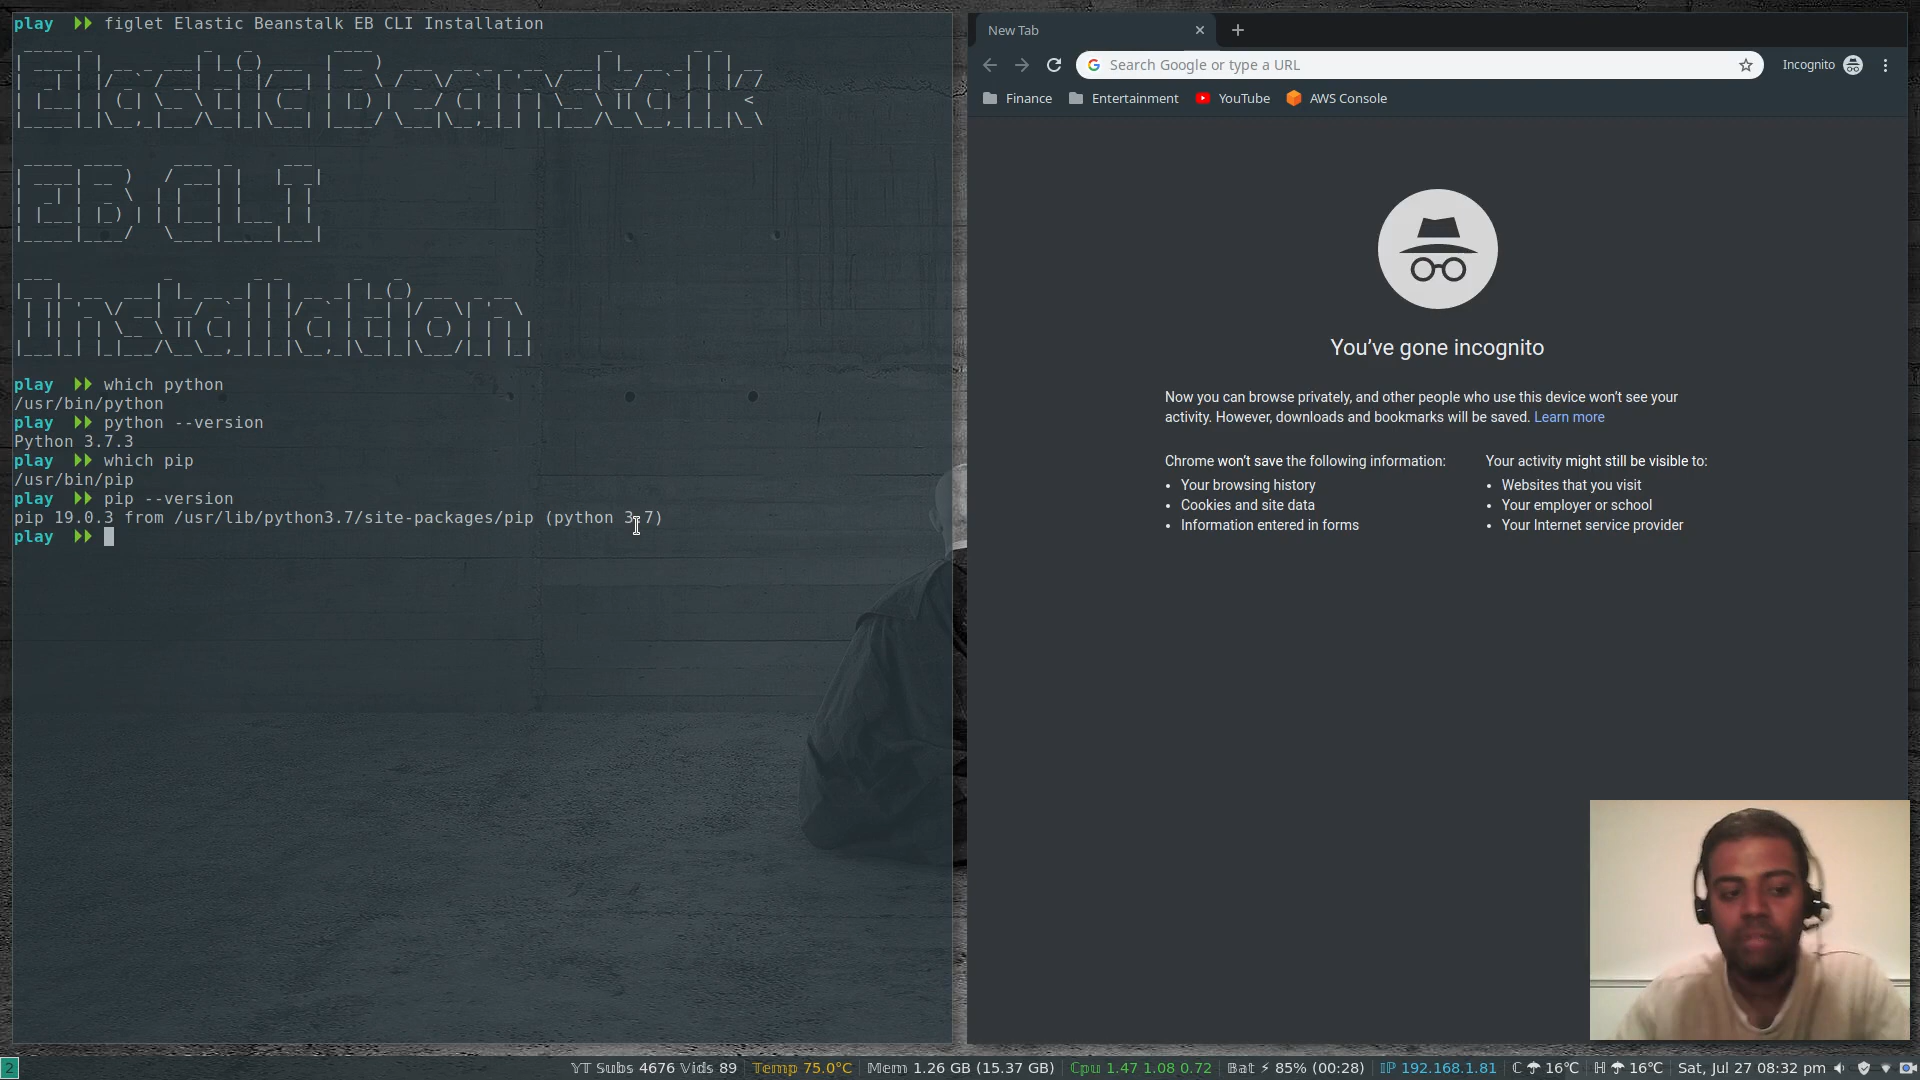 play figlet Elastic Beanstalk EB CLI Installation
Elastic Beanstalk
EB CLI
Installation
play which python
/usr/bin/python
play python --version
Python 3.7.3
play which pip
/usr/bin/pip
play pip --version
pip 19.0.3 from /usr/lib/python3.7/site-packages/pip (python 3.7)
play
New Tab
Search Google or type a URL
Incognito
Finance Entertainment YouTube AWS Console
You've gone incognito
Now you can browse privately, and other people who use this device won't see your
activity. However, downloads and bookmarks will be saved. Learn more
Chrome won't save the following information:
• Your browsing history
• Cookies and site data
• Information entered in forms
Your activity might still be visible to:
• Websites that you visit
• Your employer or school
• Your Internet service provider
2 YT Subs 4676 Vids 89 Temp 75.0°C Mem 1.26 GB (15.37 GB) Cpu 1.47 1.08 0.72 Bat ⚡ 85% (00:28) IP 192.168.1.81 C ☂ 16℃ H ☂ 16℃ Sat, Jul 27 08:32 pm